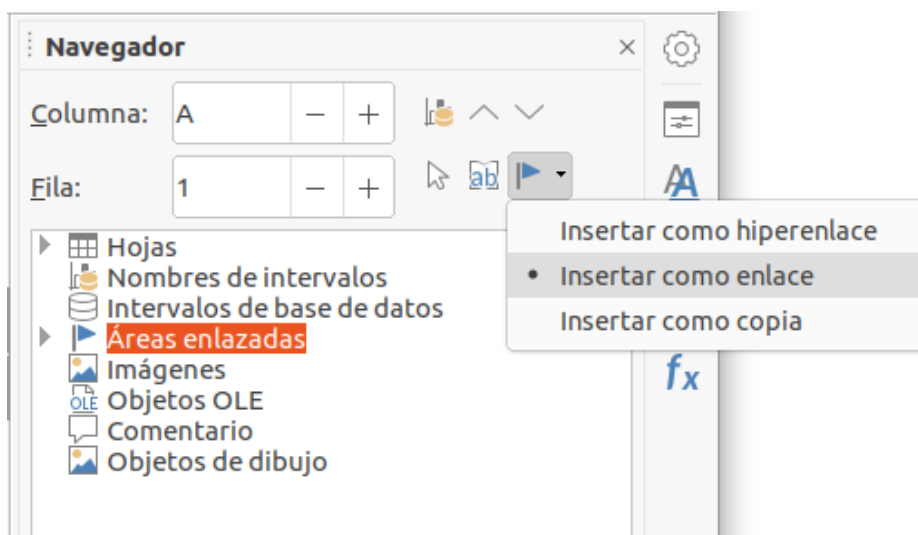 Navegador
Columna: A
Fila: 1
ab
Insertar como hiperenlace
Insertar como enlace
Insertar como copia
Hojas
Nombres de intervalos
Intervalos de base de datos
Áreas enlazadas
Imágenes
OLE Objetos OLE
Comentario
Objetos de dibujo
A
fx